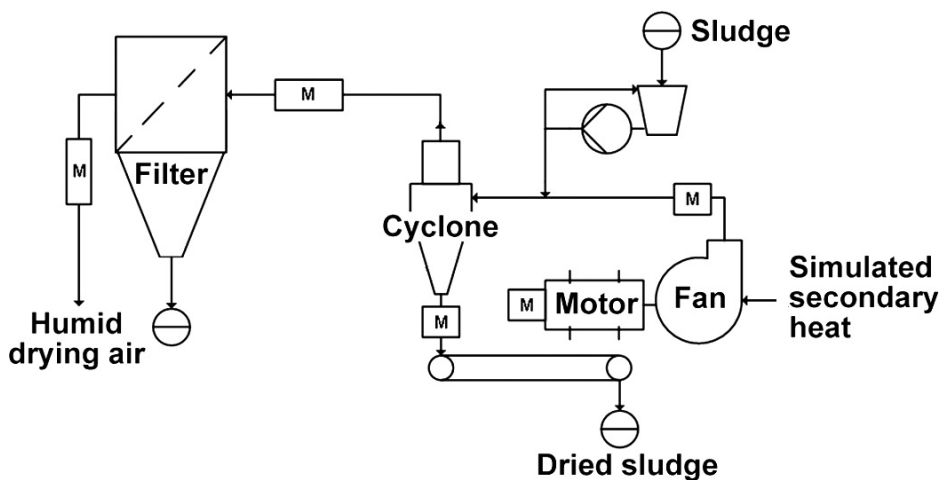 Sludge
M
M
Filter
M
Cyclone
Simulated
secondary
heat
M
Motor
Fan
M
Humid
drying air
Dried sludge